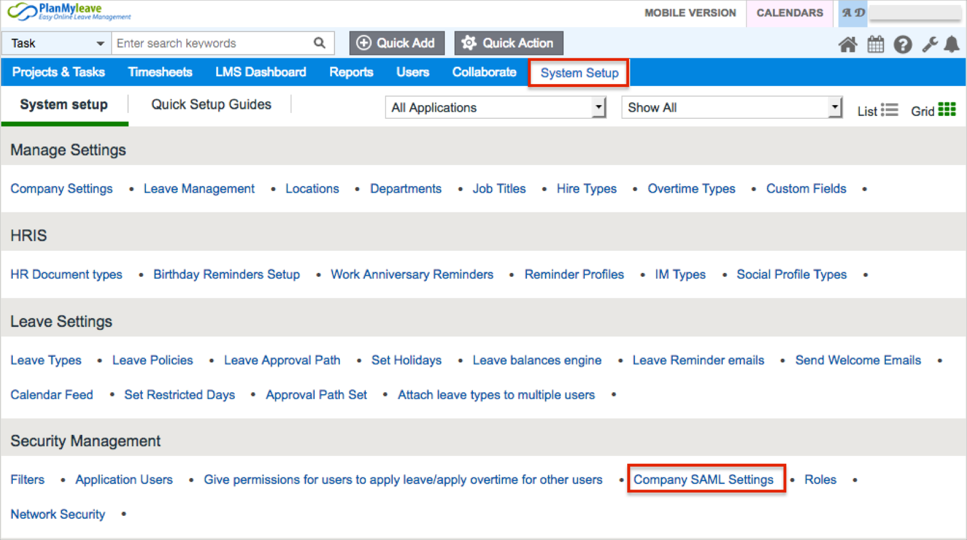 PlanMyleave
Easy Online Leave Management
MOBILE VERSION CALENDARS A D
Task Enter search keywords Quick Add Quick Action
Projects & Tasks Timesheets LMS Dashboard Reports Users Collaborate System Setup
System setup Quick Setup Guides All Applications Show All List Grid
Manage Settings
Company Settings • Leave Management • Locations • Departments • Job Titles • Hire Types • Overtime Types • Custom Fields •
HRIS
HR Document types • Birthday Reminders Setup • Work Anniversary Reminders • Reminder Profiles • IM Types • Social Profile Types •
Leave Settings
Leave Types • Leave Policies • Leave Approval Path • Set Holidays • Leave balances engine • Leave Reminder emails • Send Welcome Emails •
Calendar Feed • Set Restricted Days • Approval Path Set • Attach leave types to multiple users •
Security Management
Filters • Application Users • Give permissions for users to apply leave/apply overtime for other users • Company SAML Settings • Roles •
Network Security •